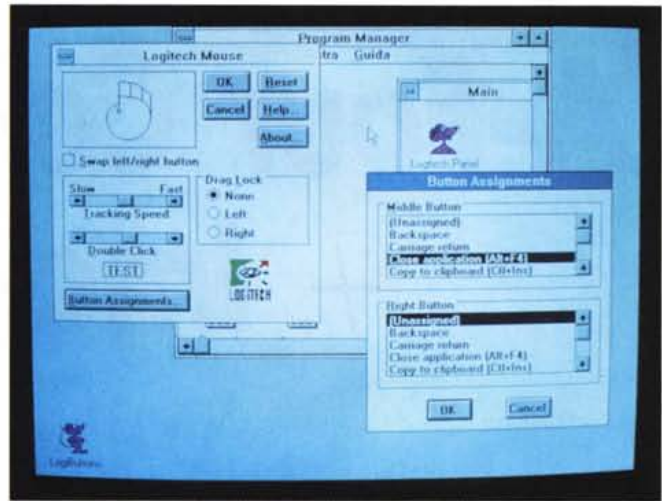 Program Manager
Guida
Main
Logitech Panel
Logitech Mouse
OK
Reset
Cancel
Help...
About...
Swap left/right button
Slow Fast
Tracking Speed
Double Click
TEST
Drag Lock
None
Left
Right
LOGITECH
Button Assignments...
Button Assignments
Middle Button
(Unassigned)
Backspace
Carriage return
Close application (Alt+F4)
Copy to clipboard (Ctl+Ins)
Right Button
(Unassigned)
Backspace
Carriage return
Close application (Alt+F4)
Copy to clipboard (Ctl+Ins)
OK
Cancel